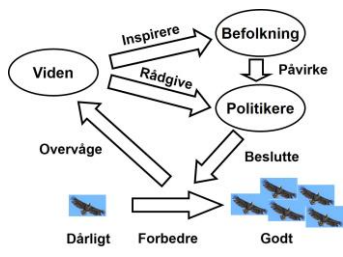 Inspirere
Befolkning
Viden
Rådgive
Påvirke
Politikere
Overvåge
Beslutte
Dårligt
Forbedre
Godt